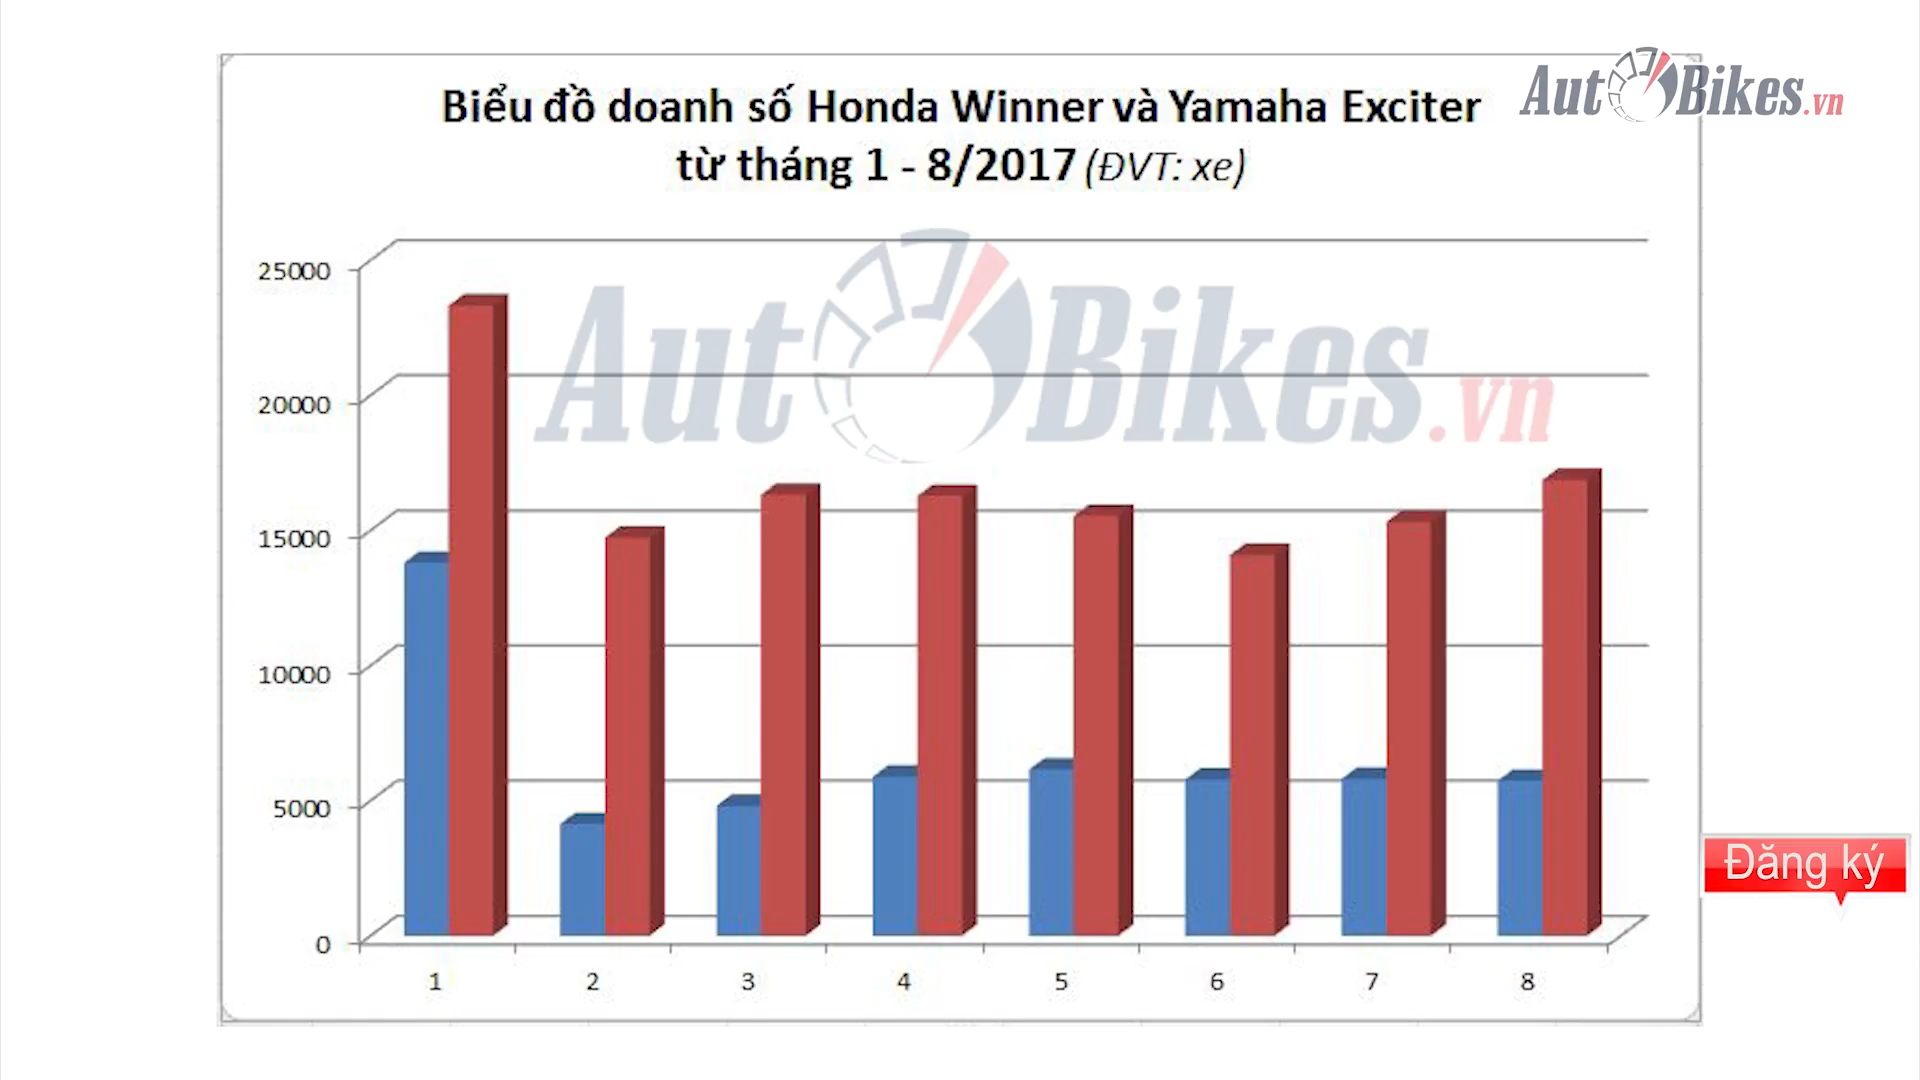 Biểu đồ doanh số Honda Winner và Yamaha Exciter
từ tháng 1 - 8/2017 (ĐVT: xe)
AutoBikes.vn
AutoBikes.vn
25000
20000
15000
10000
5000
0
1 2 3 4 5 6 7 8
Đăng ký